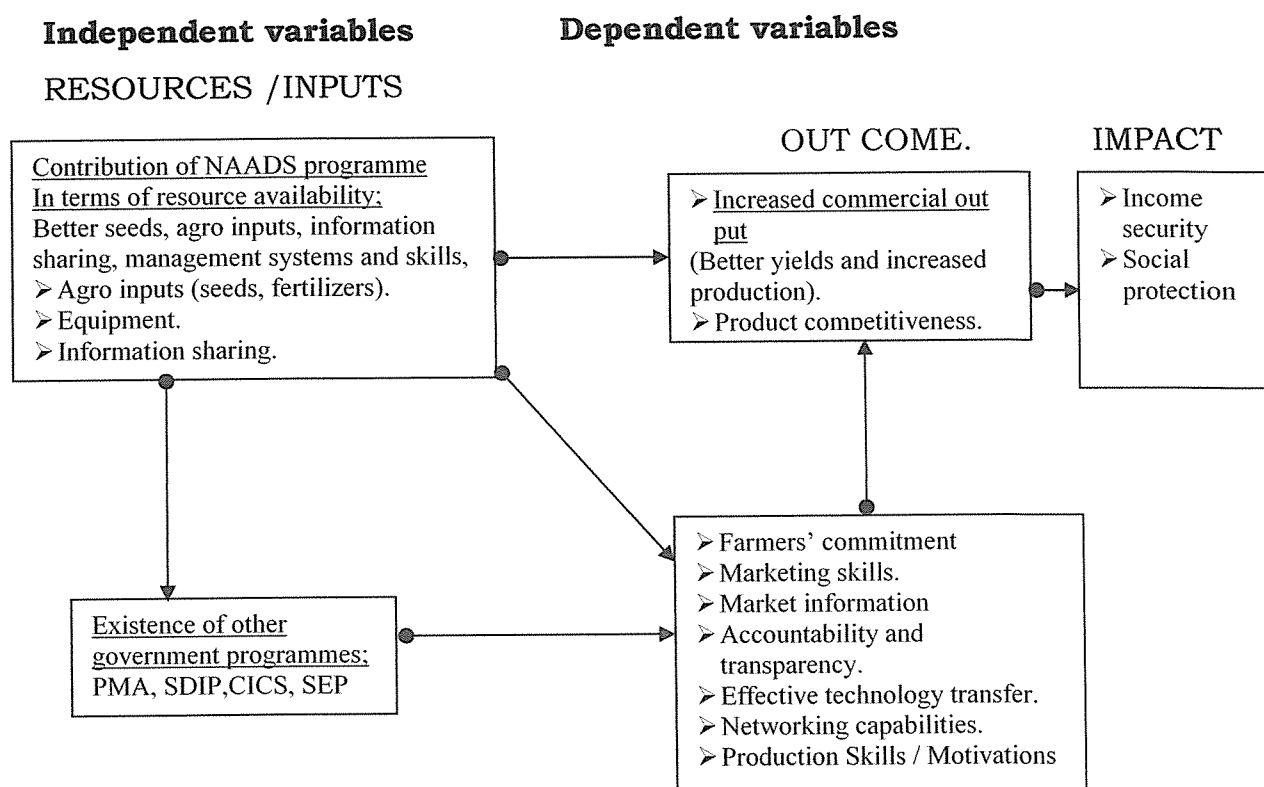 Independent variables
Dependent variables
RESOURCES /INPUTS
OUT COME.
IMPACT
Contribution of NAADS programme
In terms of resource availability;
Better seeds, agro inputs, information
sharing, management systems and skills,
➢ Agro inputs (seeds, fertilizers).
➢ Equipment.
➢ Information sharing.
➢ Increased commercial out
put
(Better yields and increased
production).
➢ Product competitiveness.
➢ Income
security
➢ Social
protection
Existence of other
government programmes;
PMA, SDIP,CICS, SEP
➢ Farmers’ commitment
➢ Marketing skills.
➢ Market information
➢ Accountability and
transparency.
➢ Effective technology transfer.
➢ Networking capabilities.
➢ Production Skills / Motivations